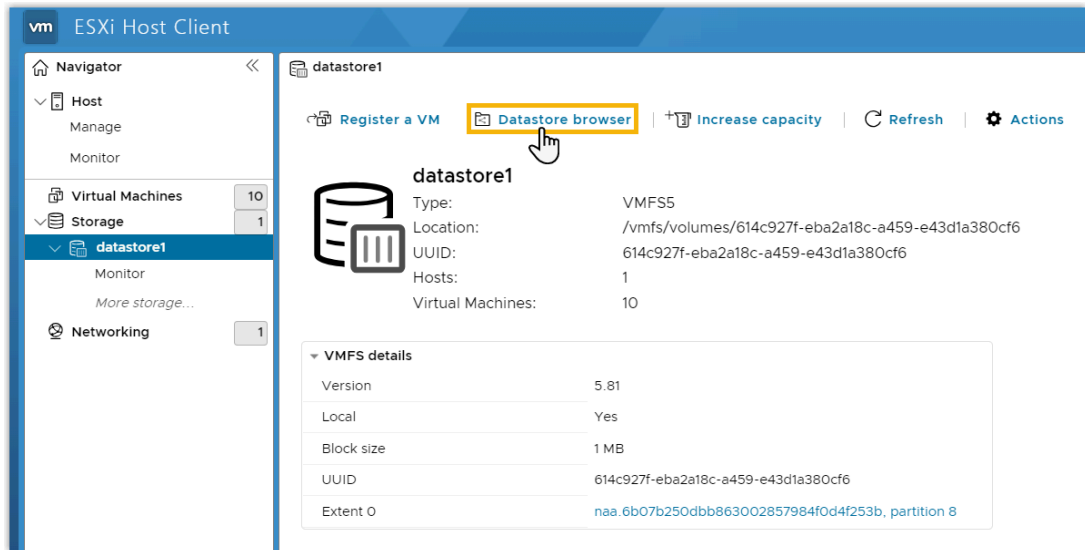 vm ESXi Host Client
Navigator
Host
Manage
Monitor
Virtual Machines 10
Storage 1
datastore1
Monitor
More storage...
Networking 1
datastore1
Register a VM Datastore browser Increase capacity Refresh Actions
datastore1
Type: VMFS5
Location: /vmfs/volumes/614c927f-eba2a18c-a459-e43d1a380cf6
UUID: 614c927f-eba2a18c-a459-e43d1a380cf6
Hosts: 1
Virtual Machines: 10
VMFS details
Version 5.81
Local Yes
Block size 1 MB
UUID 614c927f-eba2a18c-a459-e43d1a380cf6
Extent 0 naa.6b07b250dbb863002857984f0d4f253b, partition 8